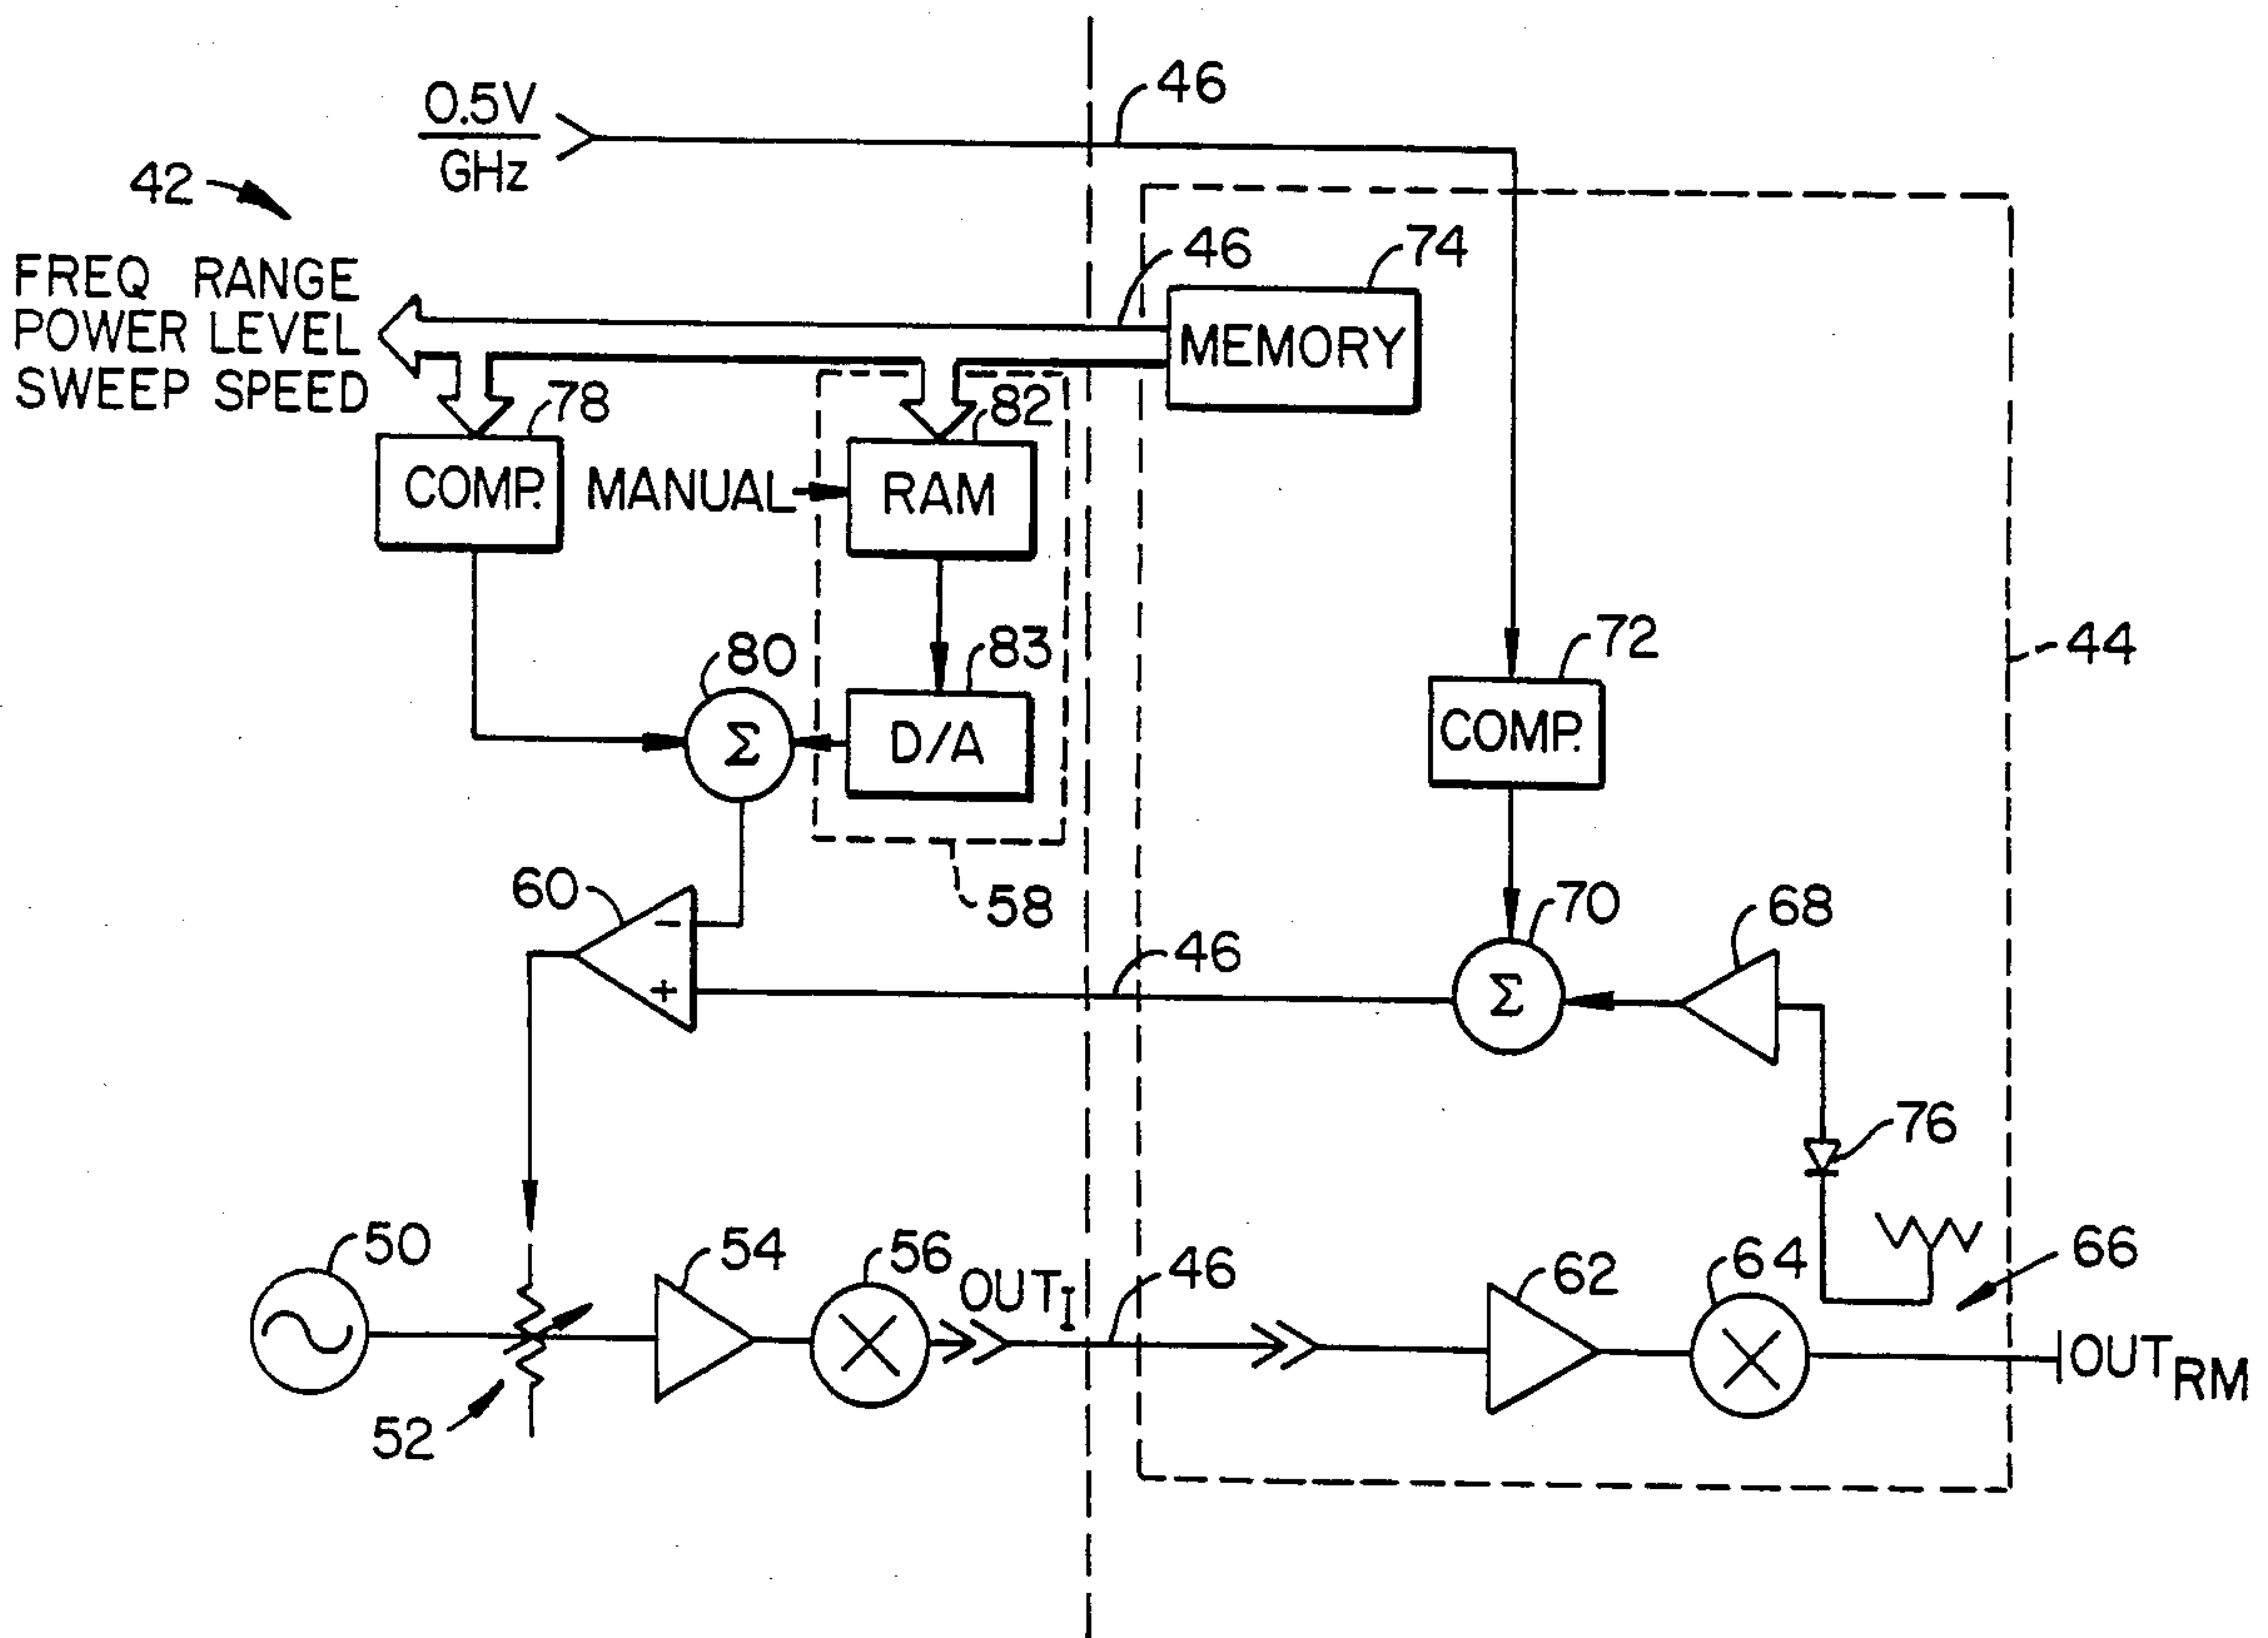 0.5V
GHz
46
42
46
74
FREQ RANGE
POWER LEVEL
SWEEP SPEED
MEMORY
78
82
COMP.
MANUAL
RAM
80
83
72
44
Σ
D/A
COMP.
60
58
70
68
−
+
46
Σ
76
50
54
56
OUTI
46
62
64
66
52
OUTRM